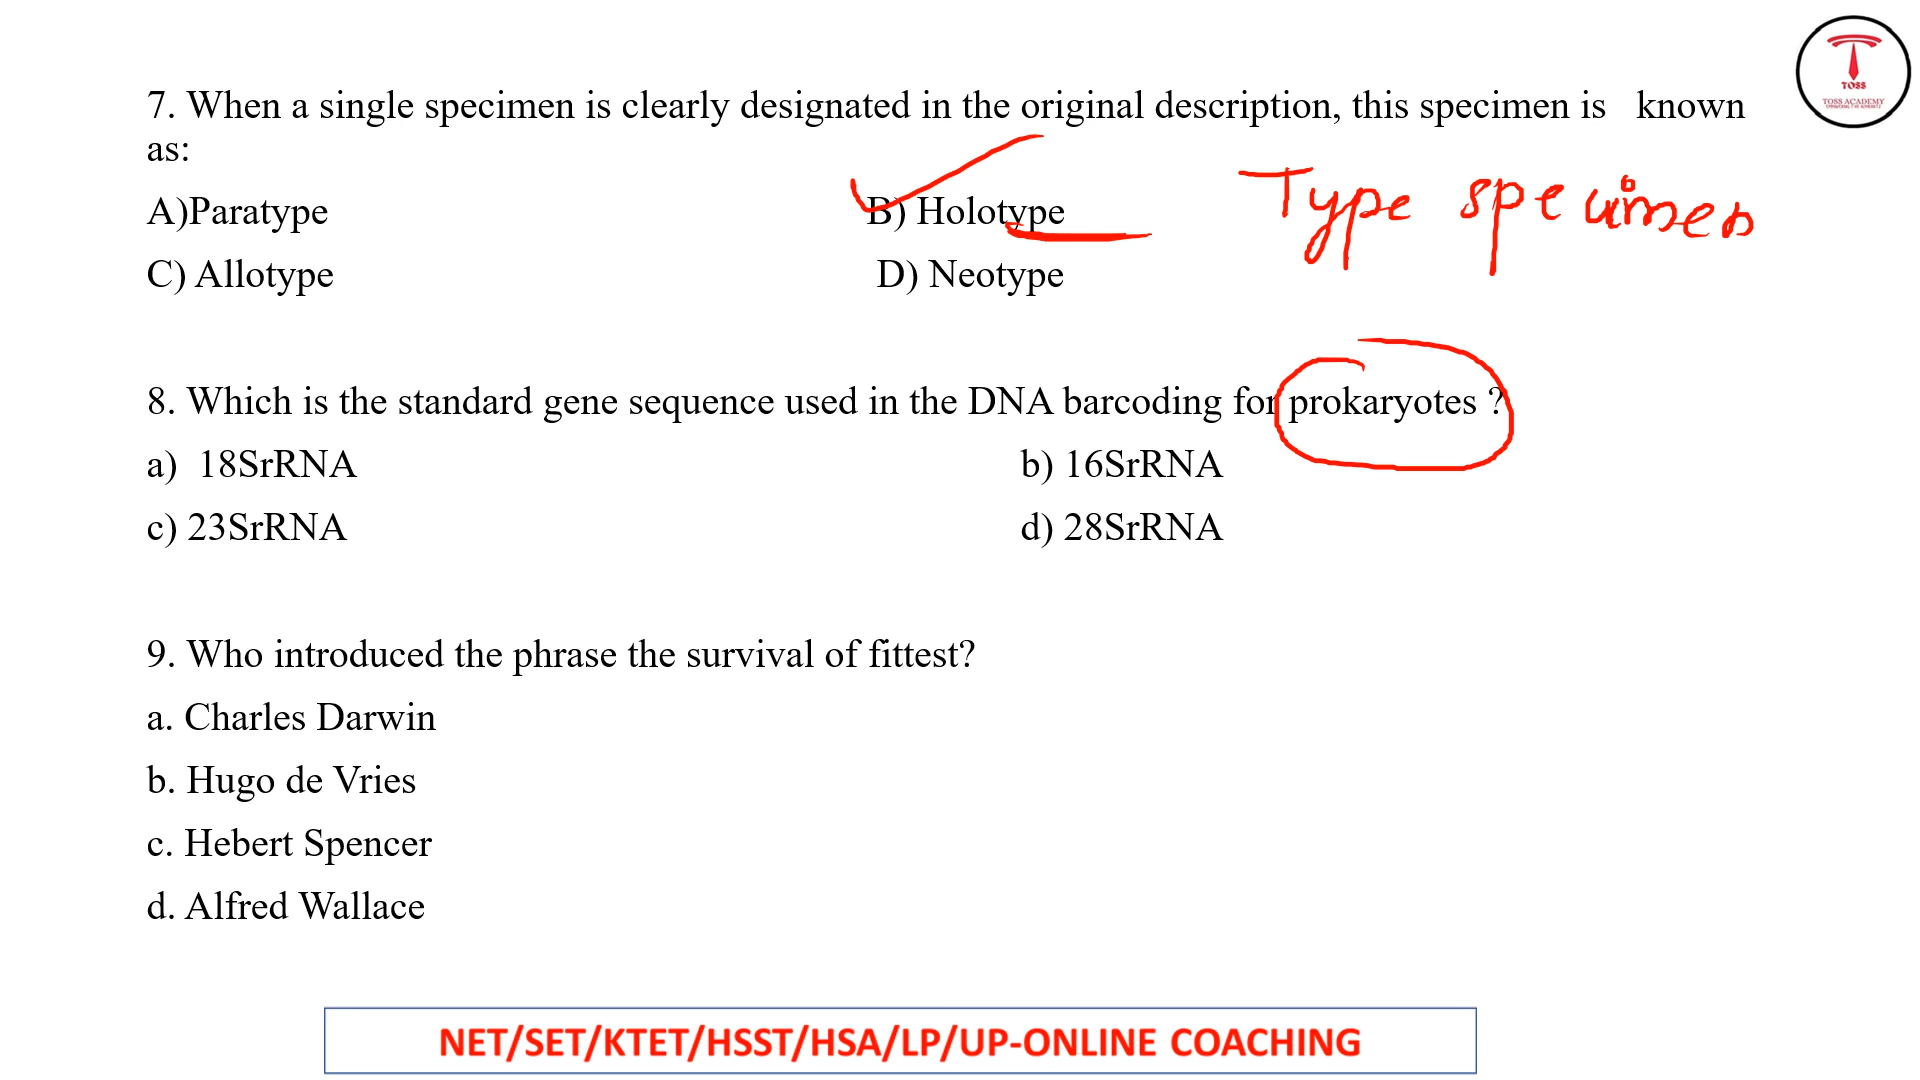 7. When a single specimen is clearly designated in the original description, this specimen is known
as:
A)Paratype B) Holotype
Type specimen
C) Allotype D) Neotype
8. Which is the standard gene sequence used in the DNA barcoding for prokaryotes ?
a) 18SrRNA b) 16SrRNA
c) 23SrRNA d) 28SrRNA
9. Who introduced the phrase the survival of fittest?
a. Charles Darwin
b. Hugo de Vries
c. Hebert Spencer
d. Alfred Wallace
NET/SET/KTET/HSST/HSA/LP/UP-ONLINE COACHING
TOSS
TOSS ACADEMY